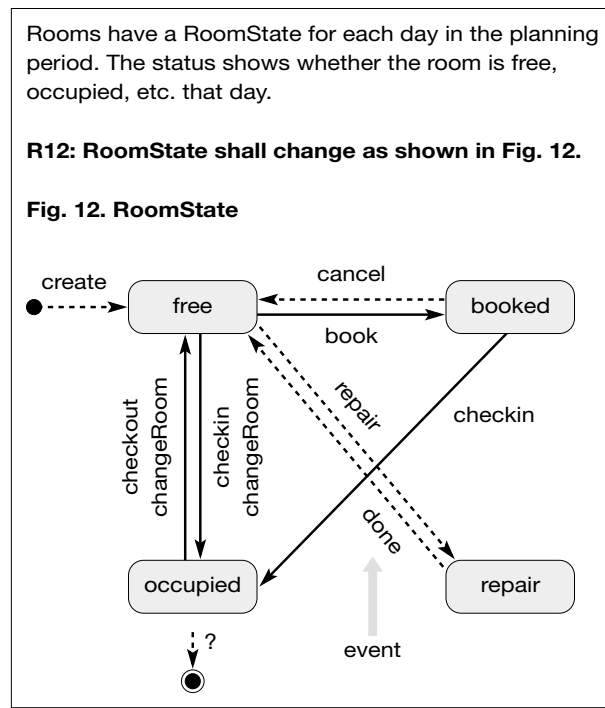 Rooms have a RoomState for each day in the planning
period. The status shows whether the room is free,
occupied, etc. that day.
R12: RoomState shall change as shown in Fig. 12.
Fig. 12. RoomState
create
free
cancel
booked
book
checkout
changeRoom
checkin
changeRoom
repair
checkin
done
occupied
repair
?
event